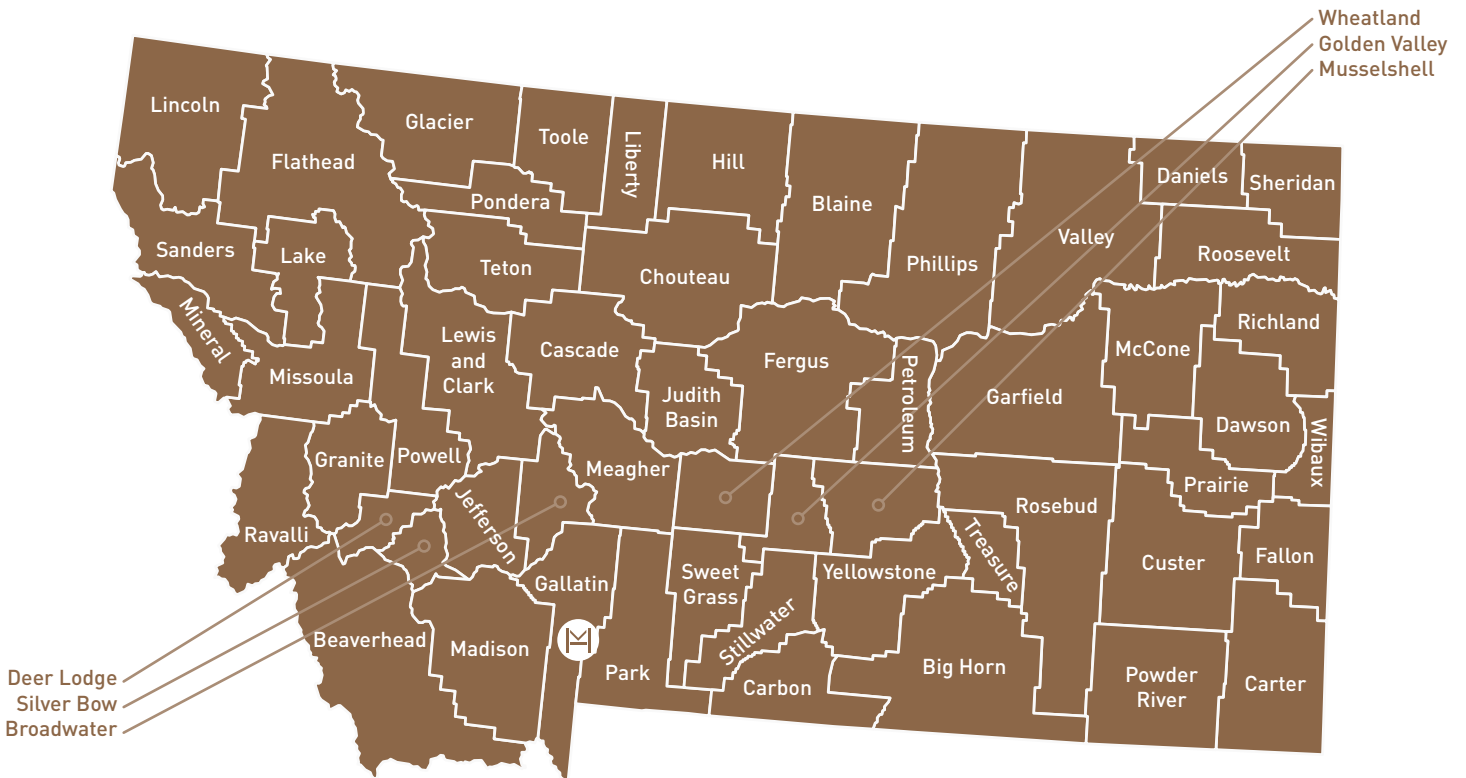 Wheatland
Golden Valley
Musselshell
Lincoln
Flathead
Glacier
Toole
Liberty
Hill
Blaine
Phillips
Valley
Daniels
Sheridan
Roosevelt
Pondera
Sanders
Lake
Teton
Chouteau
Mineral
Missoula
Lewis
and
Clark
Cascade
Judith
Basin
Fergus
Petroleum
Garfield
McCone
Richland
Dawson
Wibaux
Granite
Powell
Meagher
Prairie
Rosebud
Ravalli
Jefferson
Gallatin
Sweet
Grass
Stillwater
Yellowstone
Treasure
Custer
Fallon
Beaverhead
Madison
Park
Carbon
Big Horn
Powder
River
Carter
Deer Lodge
Silver Bow
Broadwater